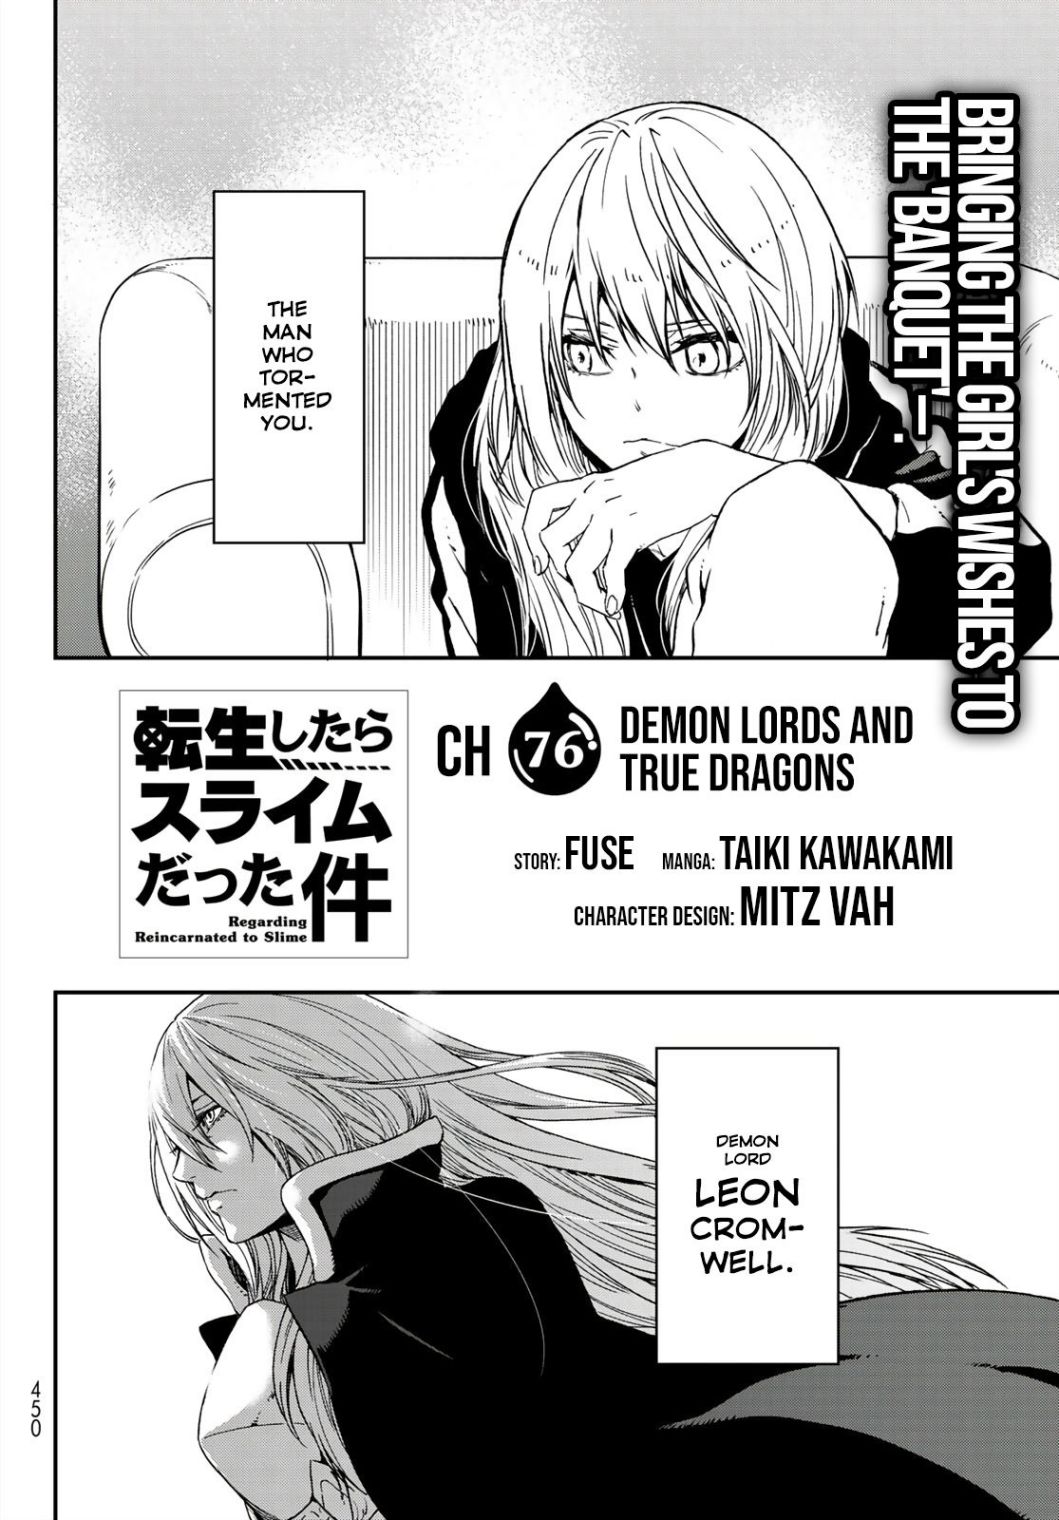 BRINGING THE GIRL'S WISHES TO
THE 'BANQUET' —.
THE
MAN
WHO
TOR-
MENTED
YOU.
転生したら
スライム
だった件
Regarding
Reincarnated to Slime
CH 76
DEMON LORDS AND
TRUE DRAGONS
STORY: FUSE MANGA: TAIKI KAWAKAMI
CHARACTER DESIGN: MITZ VAH
DEMON
LORD
LEON
CROM-
WELL.
450